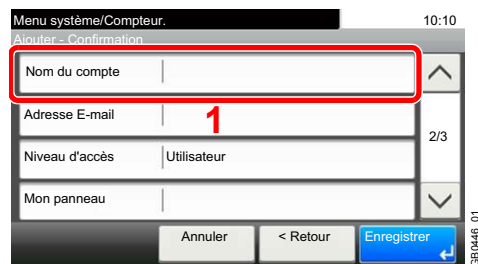 Menu système/Compteur.
10:10
Ajouter - Confirmation
Nom du compte
Adresse E-mail
1
2/3
Niveau d'accès
Utilisateur
Mon panneau
Annuler
< Retour
Enregistrer
GB0446_01